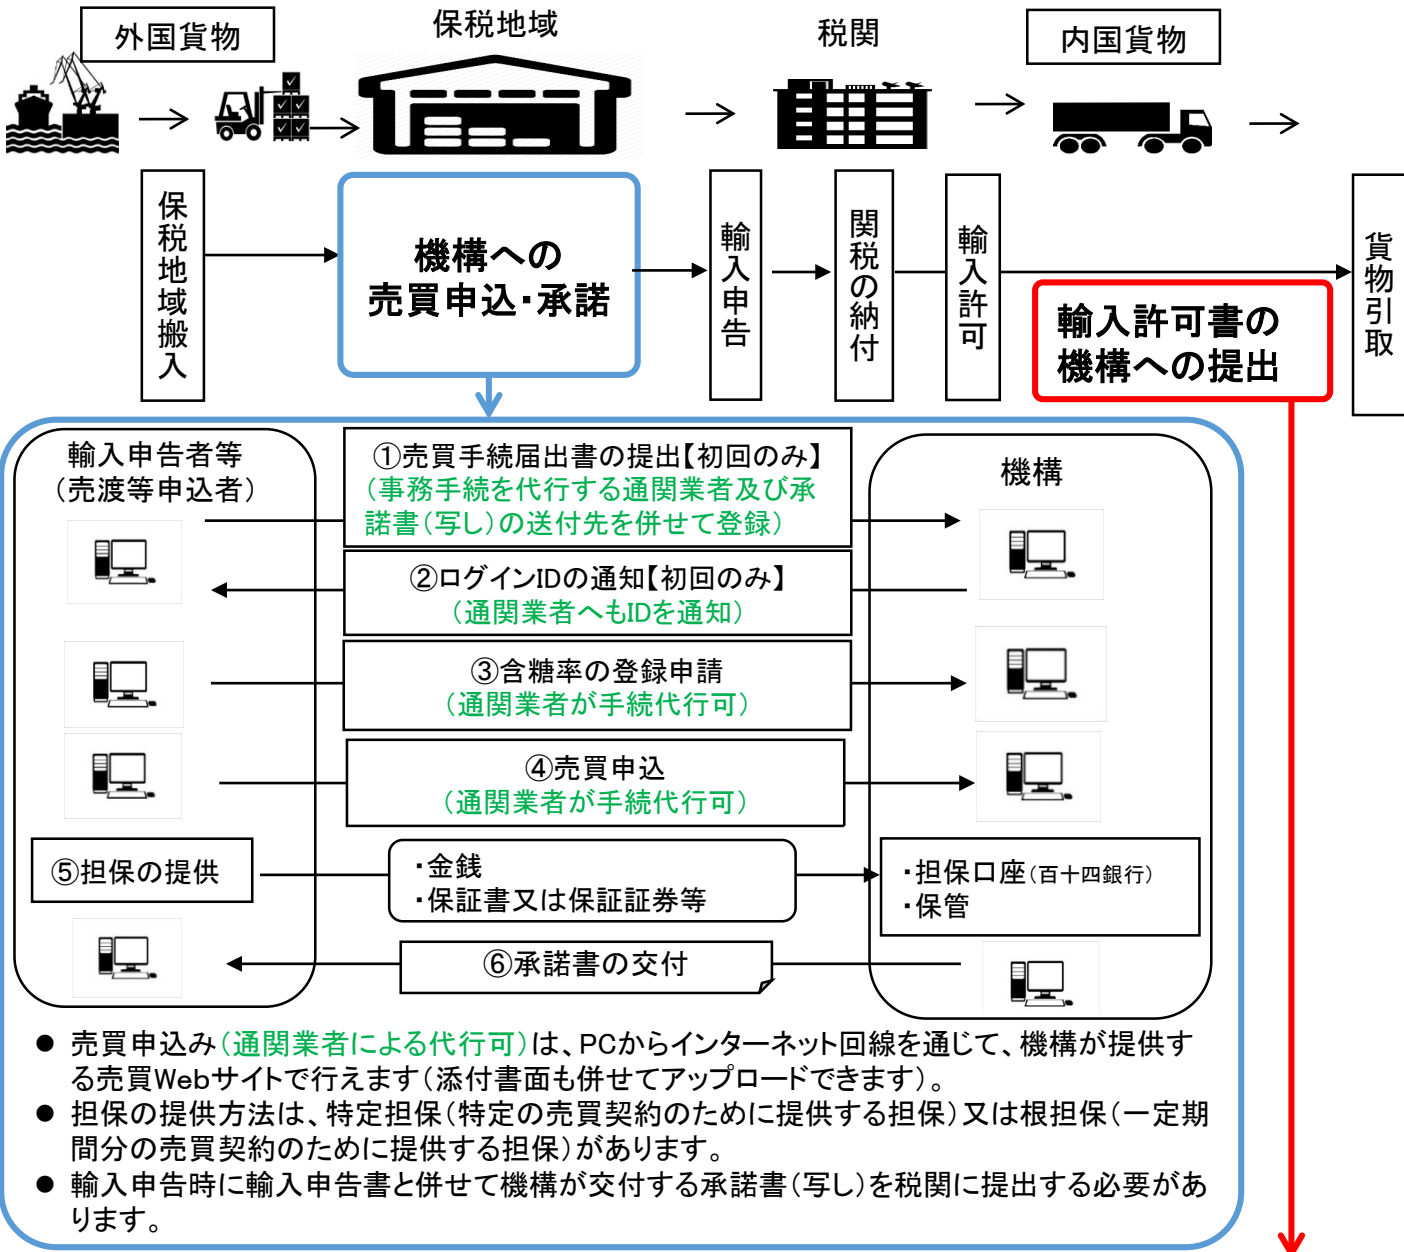 外国貨物
保税地域
税関
内国貨物
保税地域搬入
機構への
売買申込・承諾
輸入申告
関税の納付
輸入許可
輸入許可書の
機構への提出
貨物引取
輸入申告者等
（売渡等申込者）
①売買手続届出書の提出【初回のみ】
（事務手続を代行する通関業者及び承
諾書（写し）の送付先を併せて登録）
機構
②ログインIDの通知【初回のみ】
（通関業者へもIDを通知）
③含糖率の登録申請
（通関業者が手続代行可）
④売買申込
（通関業者が手続代行可）
⑤担保の提供
・金銭
・保証書又は保証証券等
・担保口座（百十四銀行）
・保管
⑥承諾書の交付
● 売買申込み（通関業者による代行可）は、PCからインターネット回線を通じて、機構が提供す
る売買Webサイトで行えます（添付書面も併せてアップロードできます）。
● 担保の提供方法は、特定担保（特定の売買契約のために提供する担保）又は根担保（一定期
間分の売買契約のために提供する担保）があります。
● 輸入申告時に輸入申告書と併せて機構が交付する承諾書（写し）を税関に提出する必要があ
ります。